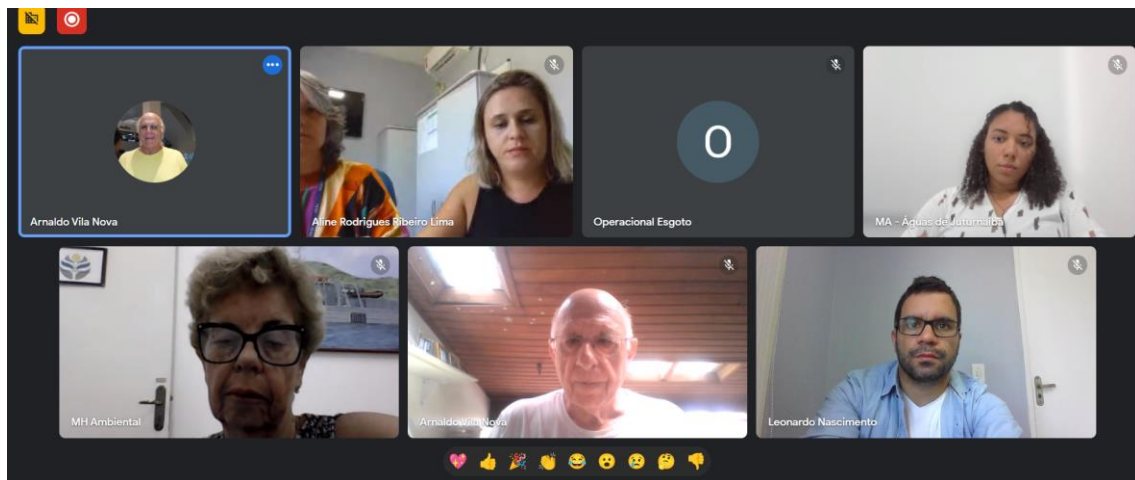 Arnaldo Vila Nova
Aline Rodrigues Ribeiro Lima
O
Operacional Esgoto
MA - Águas de Juturnaíba
MH Ambiental
Arnaldo Vila Nova
Leonardo Nascimento